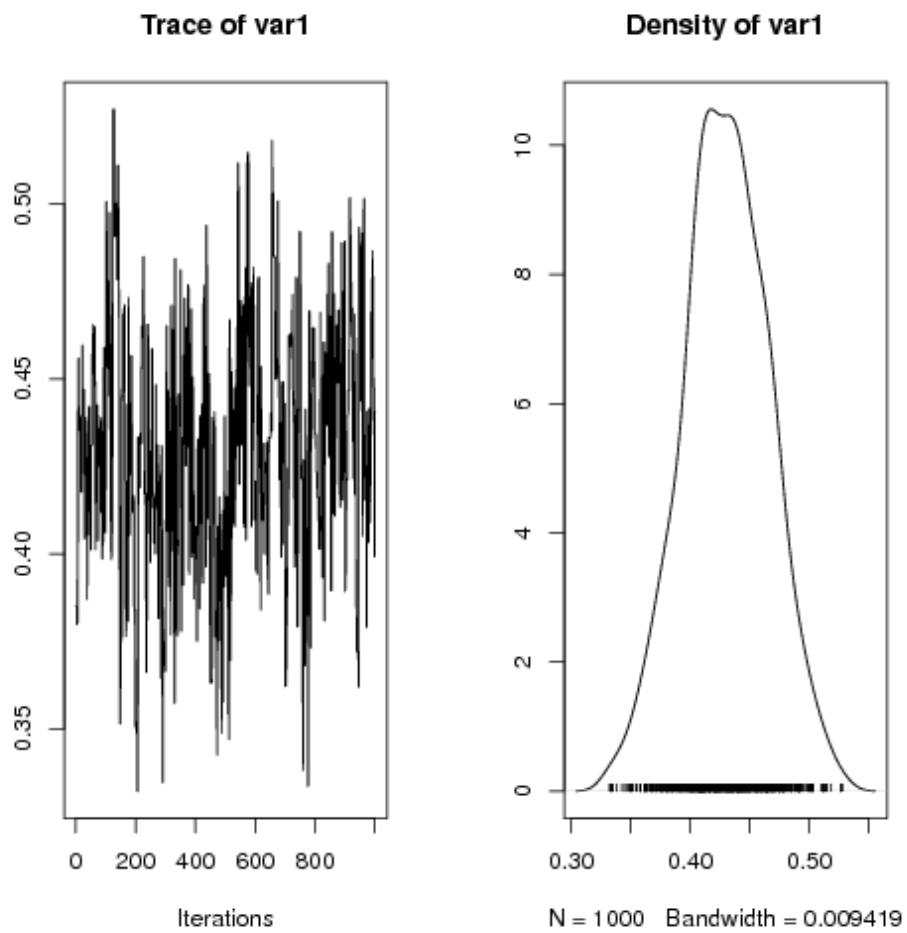 Trace of var1
0.50
0.45
0.40
0.35
0 200 400 600 800
Iterations
Density of var1
10
8
6
4
2
0
0.30 0.40 0.50
N = 1000 Bandwidth = 0.009419